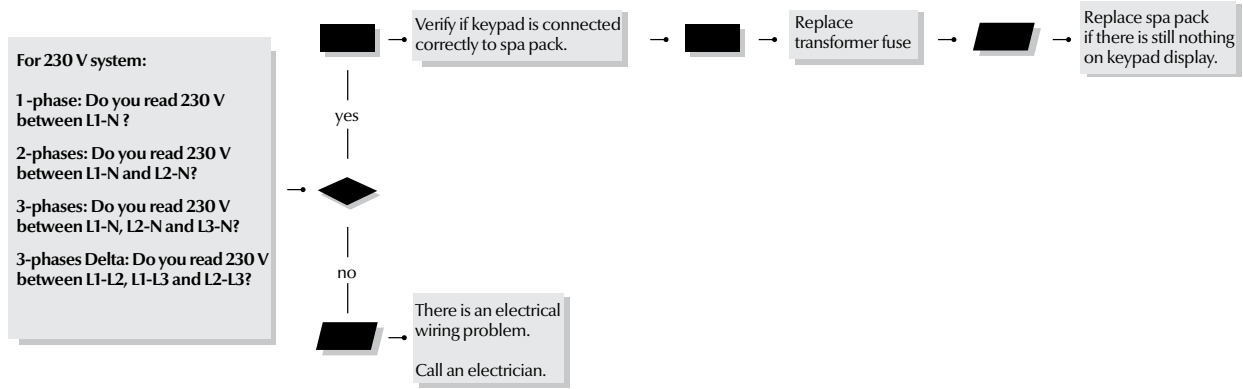 For 230 V system:
1-phase: Do you read 230 V
between L1-N ?
2-phases: Do you read 230 V
between L1-N and L2-N?
3-phases: Do you read 230 V
between L1-N, L2-N and L3-N?
3-phases Delta: Do you read 230 V
between L1-L2, L1-L3 and L2-L3?
yes
Verify if keypad is connected
correctly to spa pack.
Replace
transformer fuse
Replace spa pack
if there is still nothing
on keypad display.
no
There is an electrical
wiring problem.
Call an electrician.